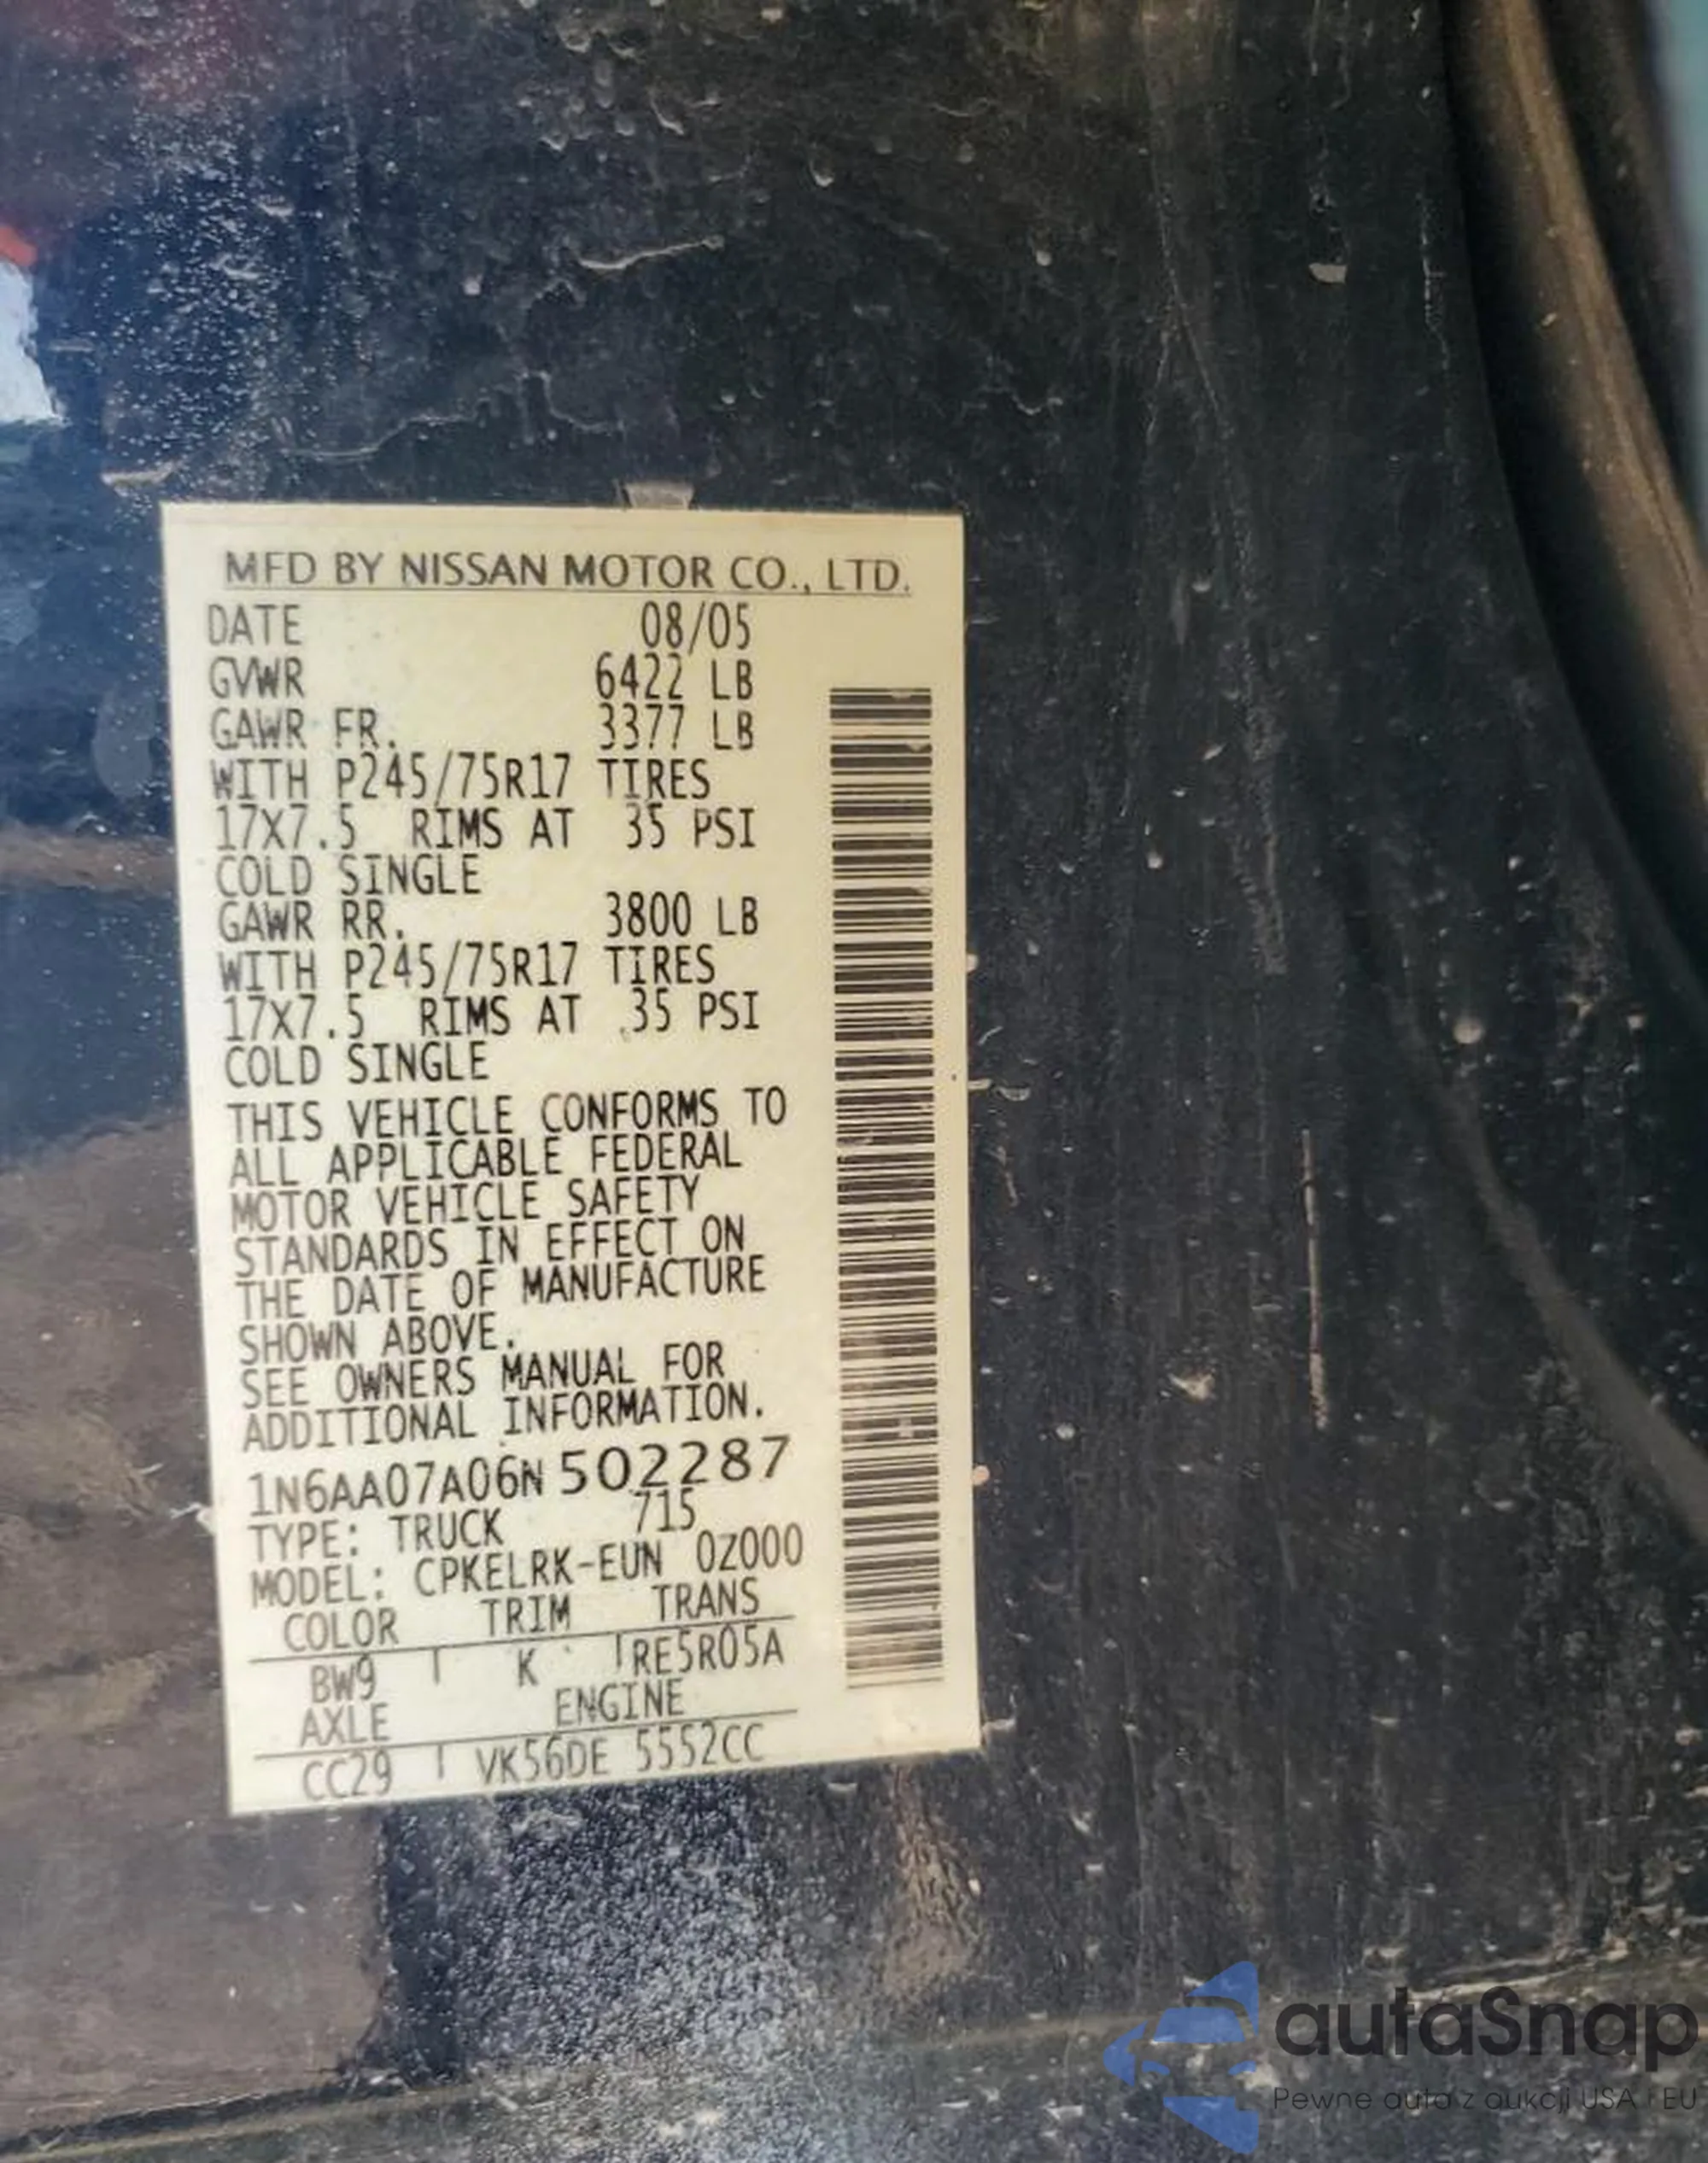 MFD BY NISSAN MOTOR CO., LTD.
DATE 08/05
GVWR 6422 LB
GAWR FR. 3377 LB
WITH P245/75R17 TIRES
17X7.5 RIMS AT 35 PSI
COLD SINGLE
GAWR RR. 3800 LB
WITH P245/75R17 TIRES
17X7.5 RIMS AT 35 PSI
COLD SINGLE
THIS VEHICLE CONFORMS TO
ALL APPLICABLE FEDERAL
MOTOR VEHICLE SAFETY
STANDARDS IN EFFECT ON
THE DATE OF MANUFACTURE
SHOWN ABOVE.
SEE OWNERS MANUAL FOR
ADDITIONAL INFORMATION.
1N6AA07A06N502287
TYPE: TRUCK 715
MODEL: CPKELRK-EUN 0Z000
COLOR TRIM TRANS
BW9 K RE5R05A
AXLE ENGINE
CC29 VK56DE 5552CC
autaSnap
Pewne auta z aukcji USA i EU